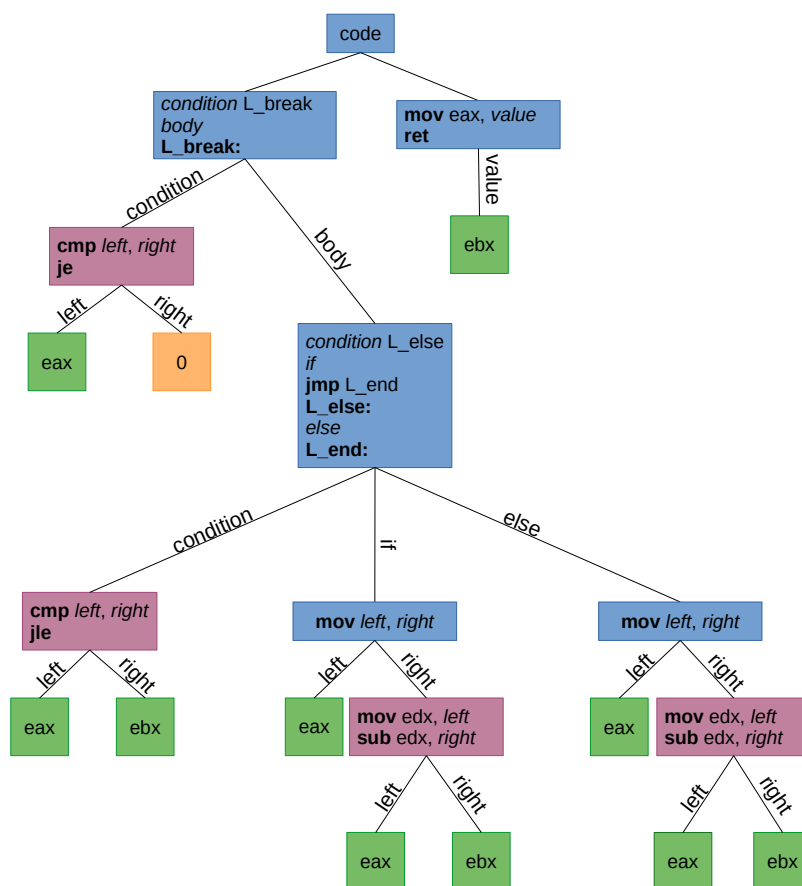 code
condition L_break
body
L_break:
mov eax, value
ret
condition
body
value
cmp left, right
je
ebx
left
right
eax
0
condition L_else
if
jmp L_end
L_else:
else
L_end:
condition
if
else
cmp left, right
jle
mov left, right
mov left, right
left
right
left
right
left
right
eax
ebx
eax
mov edx, left
sub edx, right
eax
mov edx, left
sub edx, right
left
right
left
right
eax
ebx
eax
ebx